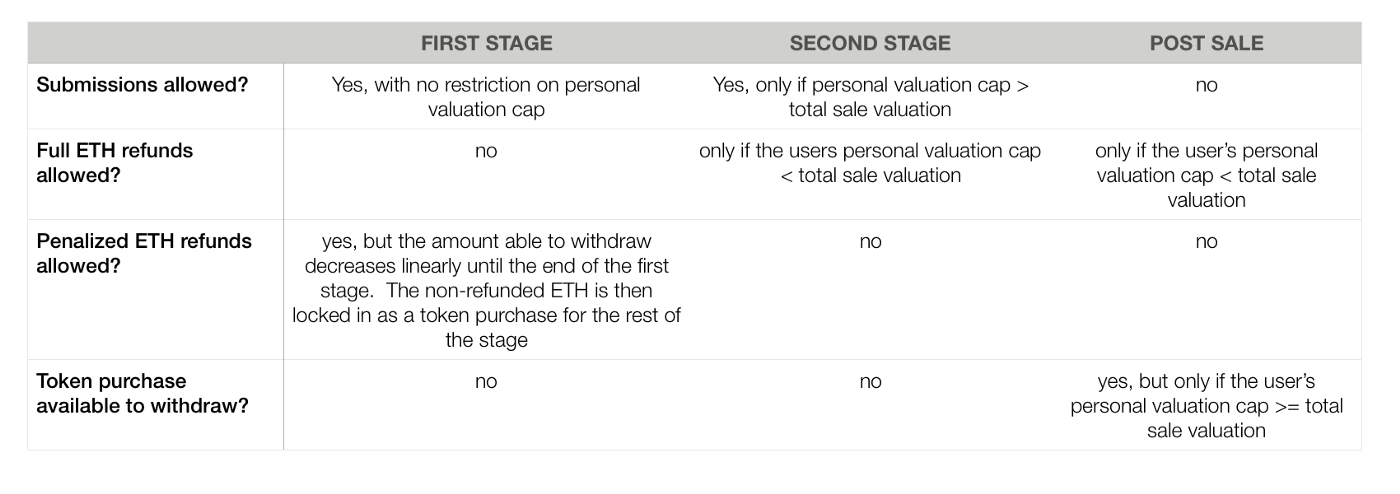 FIRST STAGE SECOND STAGE POST SALE
Submissions allowed?
Yes, with no restriction on personal
valuation cap
Yes, only if personal valuation cap >
total sale valuation
no
Full ETH refunds
allowed?
no
only if the users personal valuation cap
< total sale valuation
only if the user’s personal
valuation cap < total sale
valuation
Penalized ETH refunds
allowed?
yes, but the amount able to withdraw
decreases linearly until the end of the first
stage.  The non-refunded ETH is then
locked in as a token purchase for the rest of
the stage
no
no
Token purchase
available to withdraw?
no
no
yes, but only if the user’s
personal valuation cap >= total
sale valuation